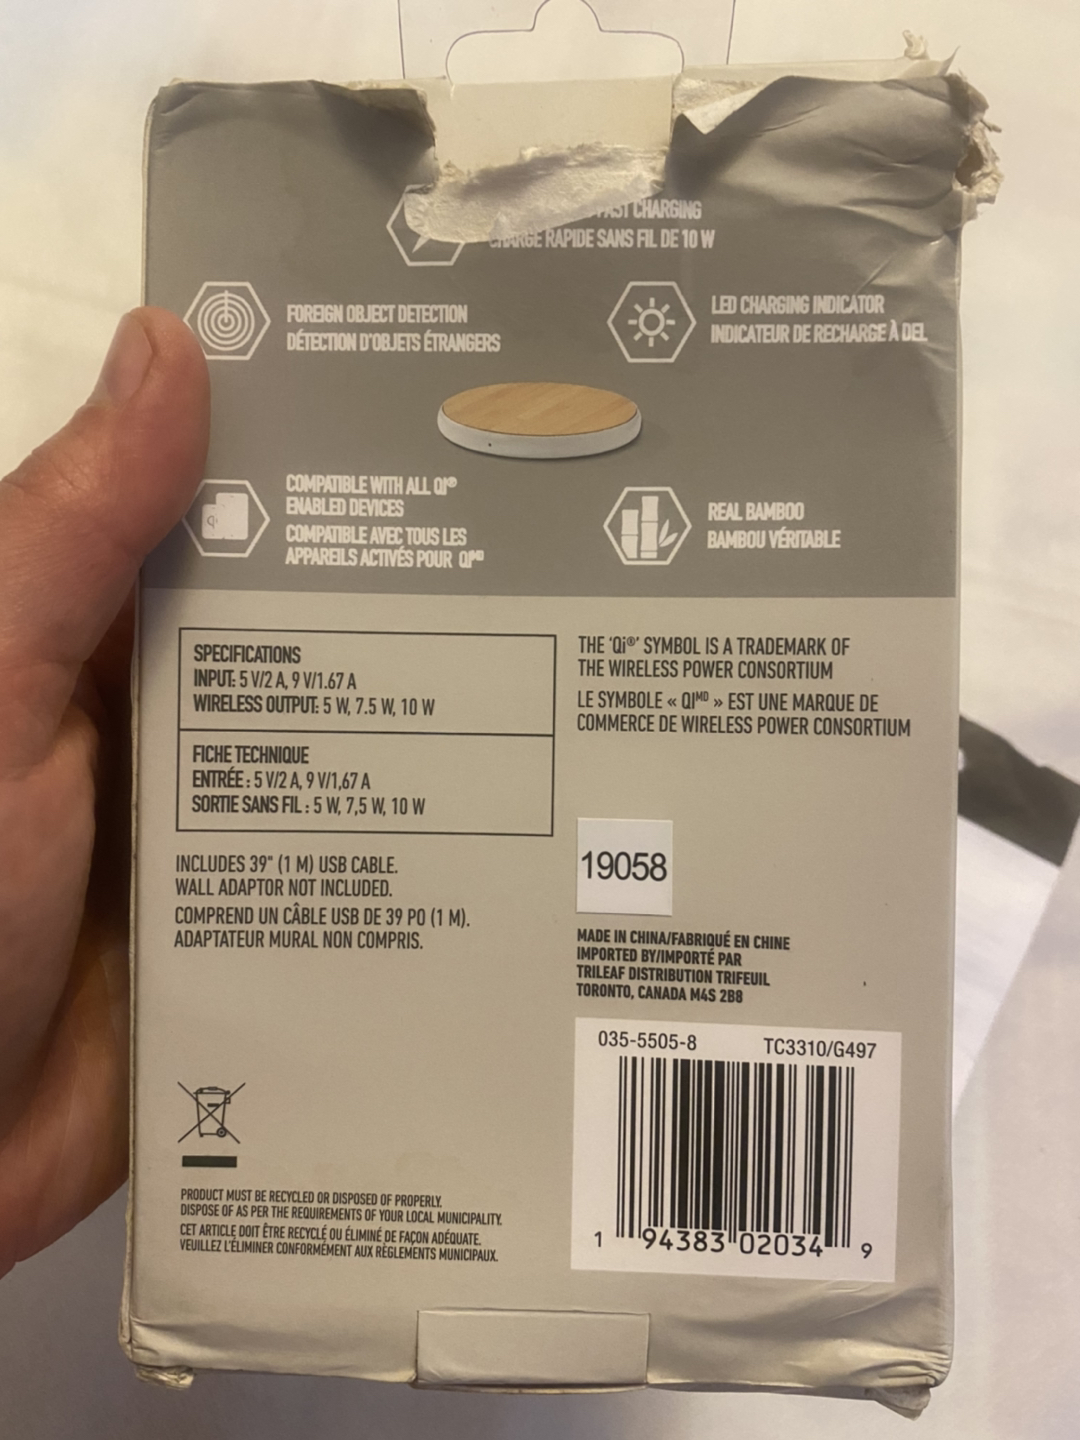 FAST CHARGING
CHARGE RAPIDE SANS FIL DE 10 W
FOREIGN OBJECT DETECTION
DÉTECTION D'OBJETS ÉTRANGERS
LED CHARGING INDICATOR
INDICATEUR DE RECHARGE À DEL
COMPATIBLE WITH ALL QI®
ENABLED DEVICES
COMPATIBLE AVEC TOUS LES
APPAREILS ACTIVÉS POUR QIᴹᴰ
Qi
REAL BAMBOO
BAMBOU VÉRITABLE
SPECIFICATIONS
INPUT: 5 V/2 A, 9 V/1.67 A
WIRELESS OUTPUT: 5 W, 7.5 W, 10 W
FICHE TECHNIQUE
ENTRÉE : 5 V/2 A, 9 V/1,67 A
SORTIE SANS FIL : 5 W, 7,5 W, 10 W
THE 'Qi®' SYMBOL IS A TRADEMARK OF
THE WIRELESS POWER CONSORTIUM
LE SYMBOLE « QIᴹᴰ » EST UNE MARQUE DE
COMMERCE DE WIRELESS POWER CONSORTIUM
INCLUDES 39" (1 M) USB CABLE.
WALL ADAPTOR NOT INCLUDED.
COMPREND UN CÂBLE USB DE 39 PO (1 M).
ADAPTATEUR MURAL NON COMPRIS.
19058
MADE IN CHINA/FABRIQUÉ EN CHINE
IMPORTED BY/IMPORTÉ PAR
TRILEAF DISTRIBUTION TRIFEUIL
TORONTO, CANADA M4S 2B8
035-5505-8 TC3310/G497
1 94383 02034 9
PRODUCT MUST BE RECYCLED OR DISPOSED OF PROPERLY.
DISPOSE OF AS PER THE REQUIREMENTS OF YOUR LOCAL MUNICIPALITY.
CET ARTICLE DOIT ÊTRE RECYCLÉ OU ÉLIMINÉ DE FAÇON ADÉQUATE.
VEUILLEZ L'ÉLIMINER CONFORMÉMENT AUX RÈGLEMENTS MUNICIPAUX.